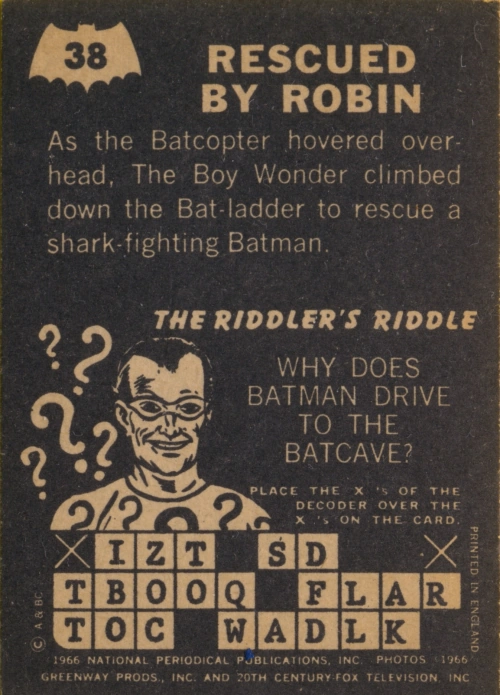 38
RESCUED
BY ROBIN
As the Batcopter hovered over-
head, The Boy Wonder climbed
down the Bat-ladder to rescue a
shark-fighting Batman.
THE RIDDLER'S RIDDLE
WHY DOES
BATMAN DRIVE
TO THE
BATCAVE?
PLACE THE X 's OF THE
DECODER OVER THE
X 's ON THE CARD.
X IZT SD X
TBOOQ FLAR
TOC WADLK
© A & BC
PRINTED IN ENGLAND
1966 NATIONAL PERIODICAL PUBLICATIONS, INC. PHOTOS ©1966
GREENWAY PRODS., INC. AND 20TH CENTURY-FOX TELEVISION, INC